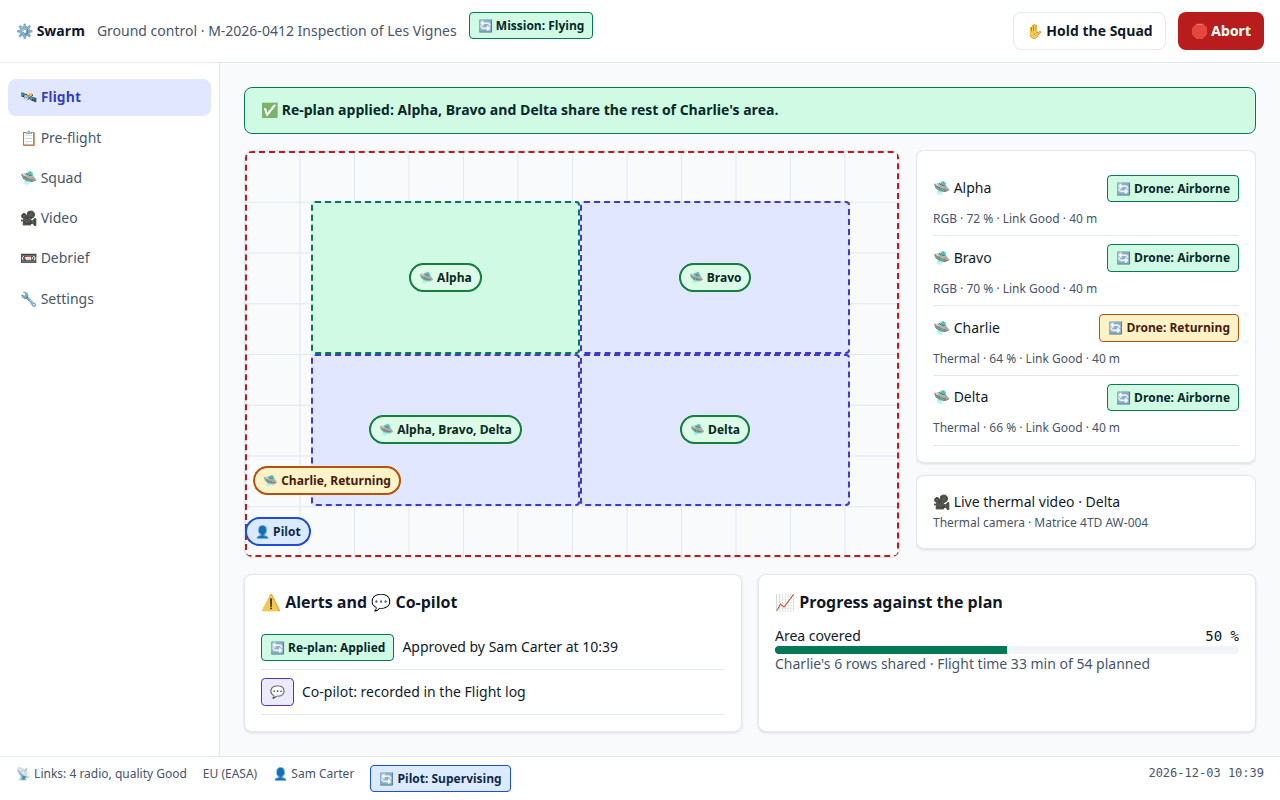 Swarm
Ground control · M-2026-0412 Inspection of Les Vignes
Mission: Flying
Hold the Squad
Abort
Flight
Pre-flight
Squad
Video
Debrief
Settings
Re-plan applied: Alpha, Bravo and Delta share the rest of Charlie's area.
Alpha
Bravo
Alpha, Bravo, Delta
Delta
Charlie, Returning
Pilot
Alpha
Drone: Airborne
RGB · 72 % · Link Good · 40 m
Bravo
Drone: Airborne
RGB · 70 % · Link Good · 40 m
Charlie
Drone: Returning
Thermal · 64 % · Link Good · 40 m
Delta
Drone: Airborne
Thermal · 66 % · Link Good · 40 m
Live thermal video · Delta
Thermal camera · Matrice 4TD AW-004
Alerts and Co-pilot
Re-plan: Applied
Approved by Sam Carter at 10:39
Co-pilot: recorded in the Flight log
Progress against the plan
Area covered
50 %
Charlie's 6 rows shared · Flight time 33 min of 54 planned
Links: 4 radio, quality Good
EU (EASA)
Sam Carter
Pilot: Supervising
2026-12-03 10:39